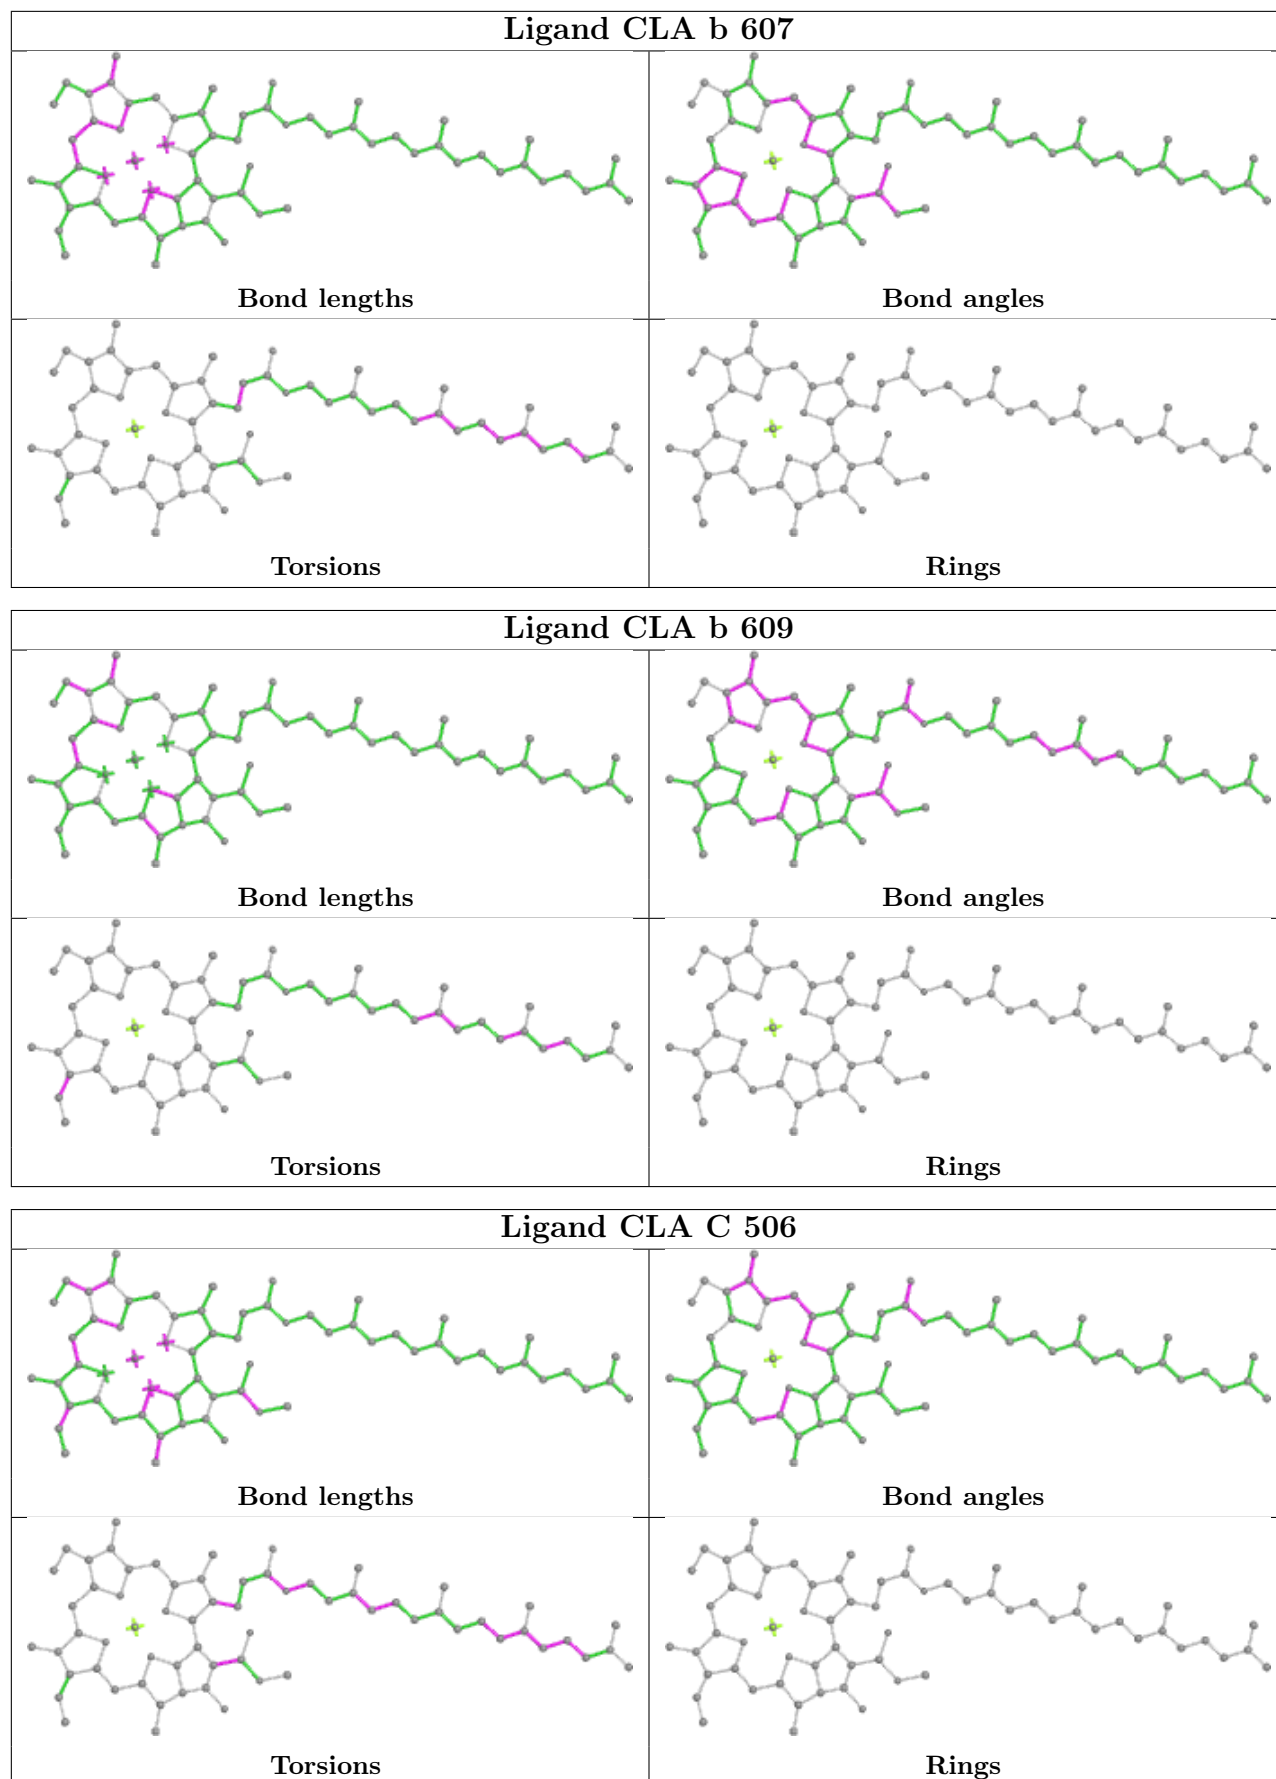 Ligand CLA b 607
Bond lengths
Bond angles
Torsions
Rings
Ligand CLA b 609
Bond lengths
Bond angles
Torsions
Rings
Ligand CLA C 506
Bond lengths
Bond angles
Torsions
Rings